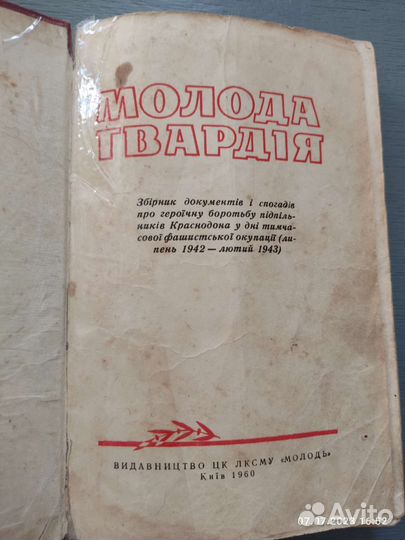 МОЛОДА
ГВАРДІЯ
Збірник документів і спогадів
про героїчну боротьбу підпіль-
ників Краснодона у дні тимча-
сової фашистської окупації (ли-
пень 1942 — лютий 1943)
ВИДАВНИЦТВО ЦК ЛКСМУ «МОЛОДЬ»
Київ 1960
Avito